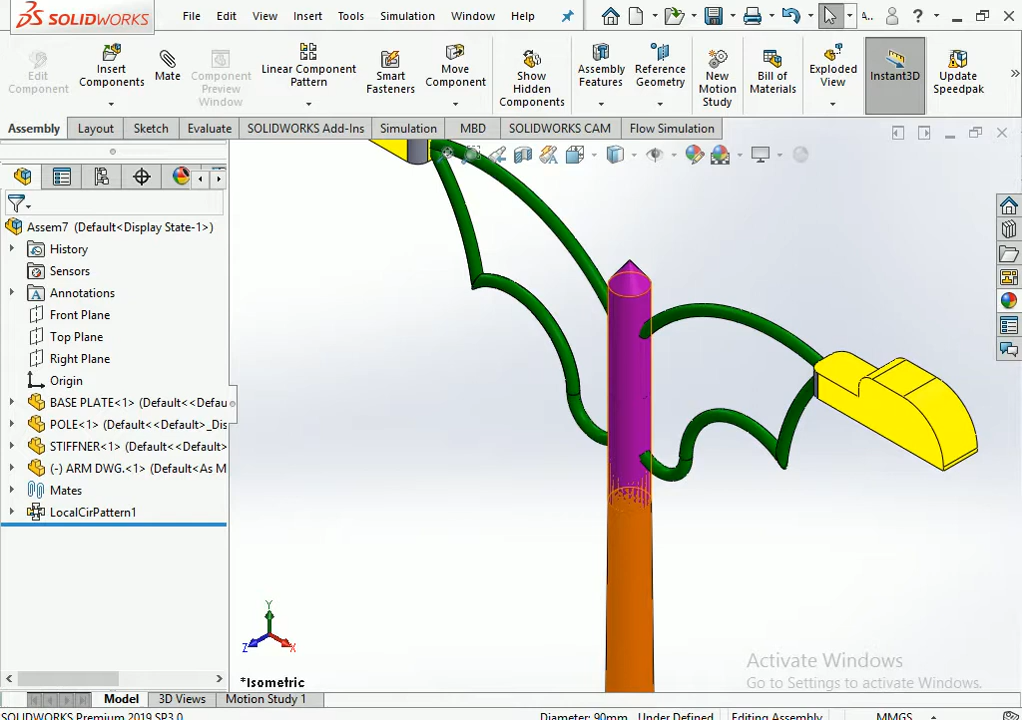 SOLIDWORKS File Edit View Insert Tools Simulation Window Help A.. ?
Edit Component
Insert Components
Mate
Component Preview Window
Linear Component Pattern
Smart Fasteners
Move Component
Show Hidden Components
Assembly Features
Reference Geometry
New Motion Study
Bill of Materials
Exploded View
Instant3D
Update Speedpak
Assembly Layout Sketch Evaluate SOLIDWORKS Add-Ins Simulation MBD SOLIDWORKS CAM Flow Simulation
Assem7 (Default<Display State-1>)
History
Sensors
Annotations
Front Plane
Top Plane
Right Plane
Origin
BASE PLATE<1> (Default<<Defau
POLE<1> (Default<<Default>_Dis
STIFFNER<1> (Default<<Default>
(-) ARM DWG.<1> (Default<As M
Mates
LocalCirPattern1
Y
Z X
*Isometric
Activate Windows
Go to Settings to activate Windows.
Model 3D Views Motion Study 1
SOLIDWORKS Premium 2019 SP3.0 Diameter: 90mm Under Defined Editing Assembly MMGS